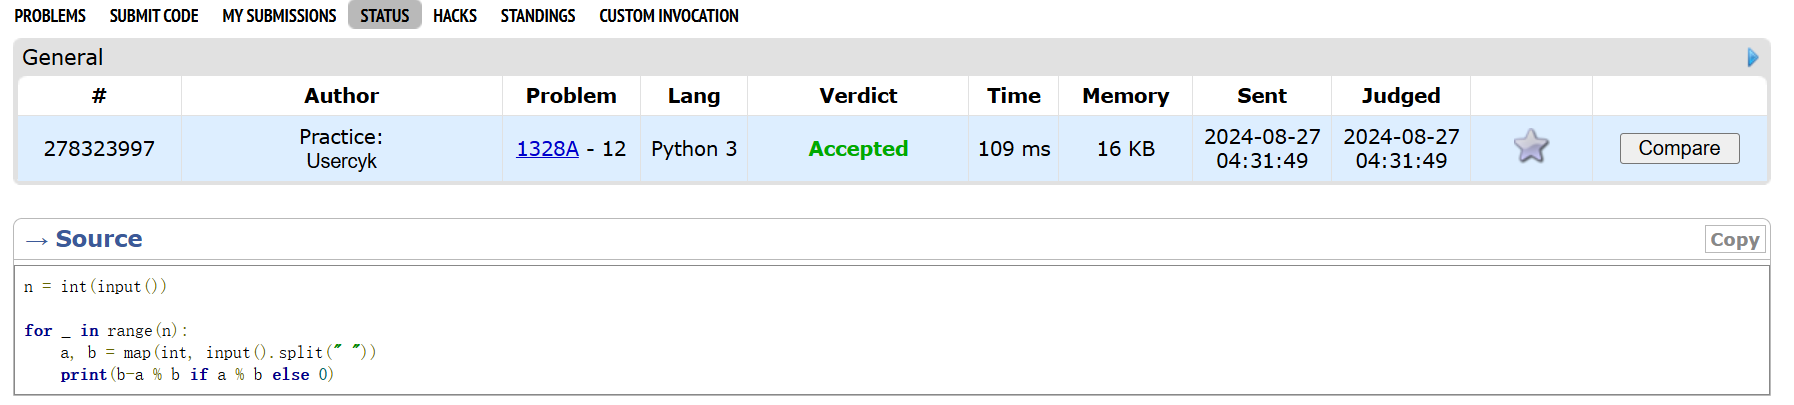 PROBLEMS SUBMIT CODE MY SUBMISSIONS STATUS HACKS STANDINGS CUSTOM INVOCATION
General
# Author Problem Lang Verdict Time Memory Sent Judged
278323997 Practice: Usercyk 1328A - 12 Python 3 Accepted 109 ms 16 KB 2024-08-27 04:31:49 2024-08-27 04:31:49 Compare
→ Source Copy
n = int(input())
for _ in range(n):
    a, b = map(int, input().split(" "))
    print(b-a % b if a % b else 0)